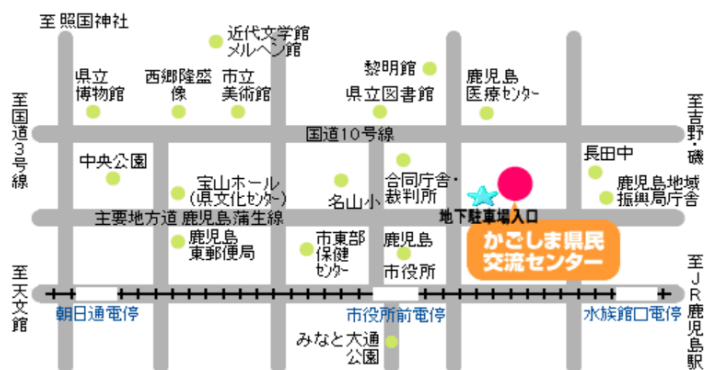 至 照国神社
近代文学館
メルヘン館
黎明館
県立
博物館
西郷隆盛
像
市立
美術館
県立図書館
鹿児島
医療センター
至国道3号線
国道10号線
至吉野・磯
中央公園
宝山ホール
(県文化センター)
名山小
合同庁舎・
裁判所
長田中
鹿児島地域
振興局庁舎
主要地方道 鹿児島蒲生線
地下駐車場入口
かごしま県民
交流センター
鹿児島
東郵便局
市東部
保健
センター
鹿児島
市役所
至天文館
至JR鹿児島駅
朝日通電停
市役所前電停
水族館口電停
みなと大通
公園